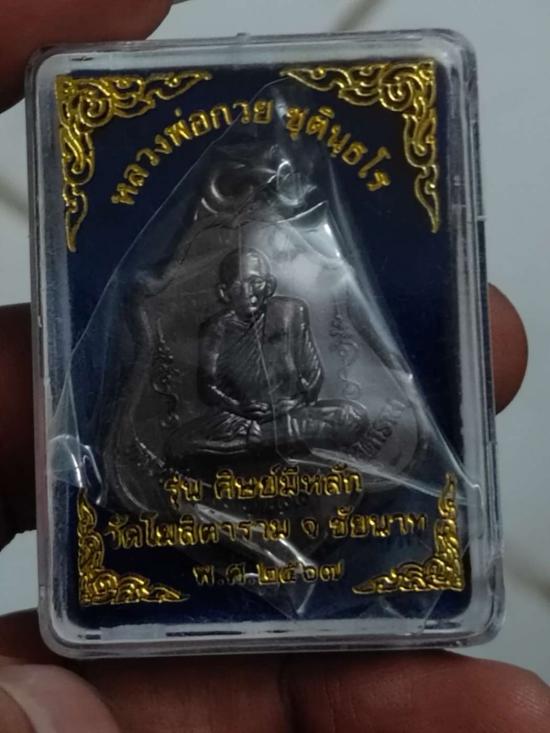 หลวงพ่อกวย ชุตินฺธโร
รุ่น ศิษย์มีหลัก
วัดโฆสิตาราม จ ชัยนาท
พ.ศ.๒๕๖๗